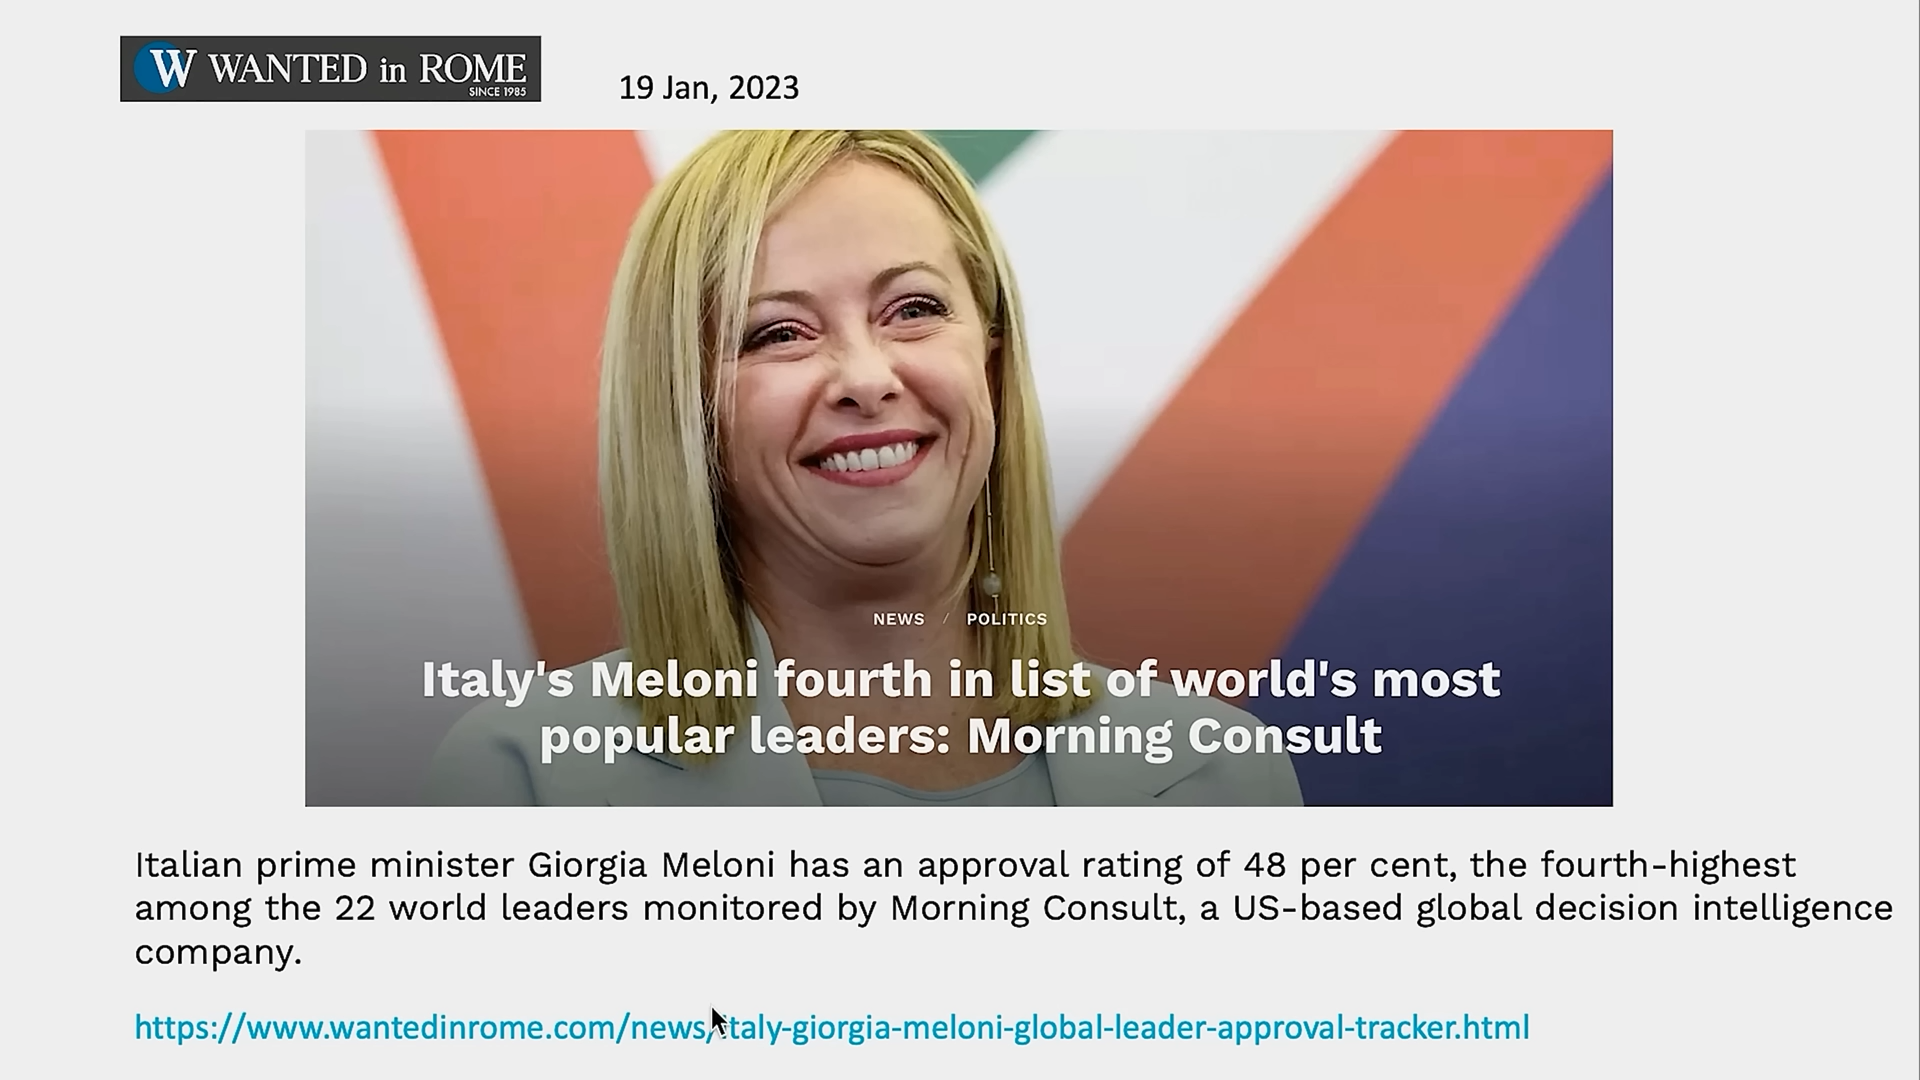 W WANTED in ROME
SINCE 1985
19 Jan, 2023
NEWS / POLITICS
Italy's Meloni fourth in list of world's most
popular leaders: Morning Consult
Italian prime minister Giorgia Meloni has an approval rating of 48 per cent, the fourth-highest
among the 22 world leaders monitored by Morning Consult, a US-based global decision intelligence
company.
https://www.wantedinrome.com/news/italy-giorgia-meloni-global-leader-approval-tracker.html